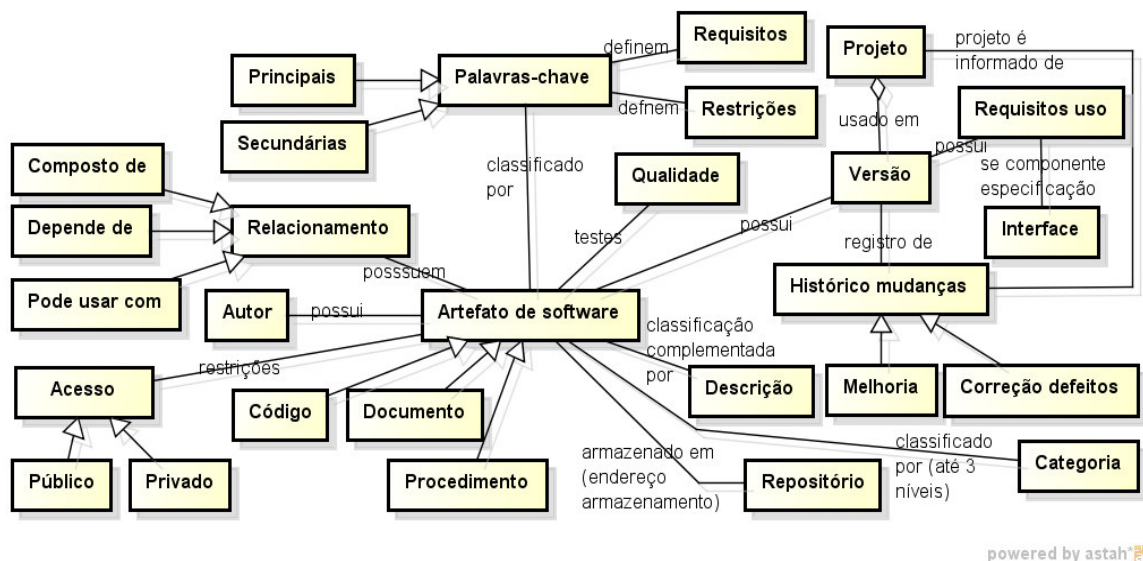 Requisitos
Projeto
projeto é
informado de
definem
Principais
Palavras-chave
Requisitos uso
Restrições
defnem
usado em
Secundárias
possui
Composto de
classificado
por
Qualidade
Versão
se componente
especificação
Depende de
Relacionamento
testes
possui
Interface
registro de
posssuem
Pode usar com
Histórico mudanças
Autor
possui
Artefato de software
classificação
complementada
por
restrições
Acesso
Descrição
Melhoria
Correção defeitos
Código
Documento
classificado
por (até 3
níveis)
armazenado em
(endereço
armazenamento)
Categoria
Público
Privado
Procedimento
Repositório
powered by astah*